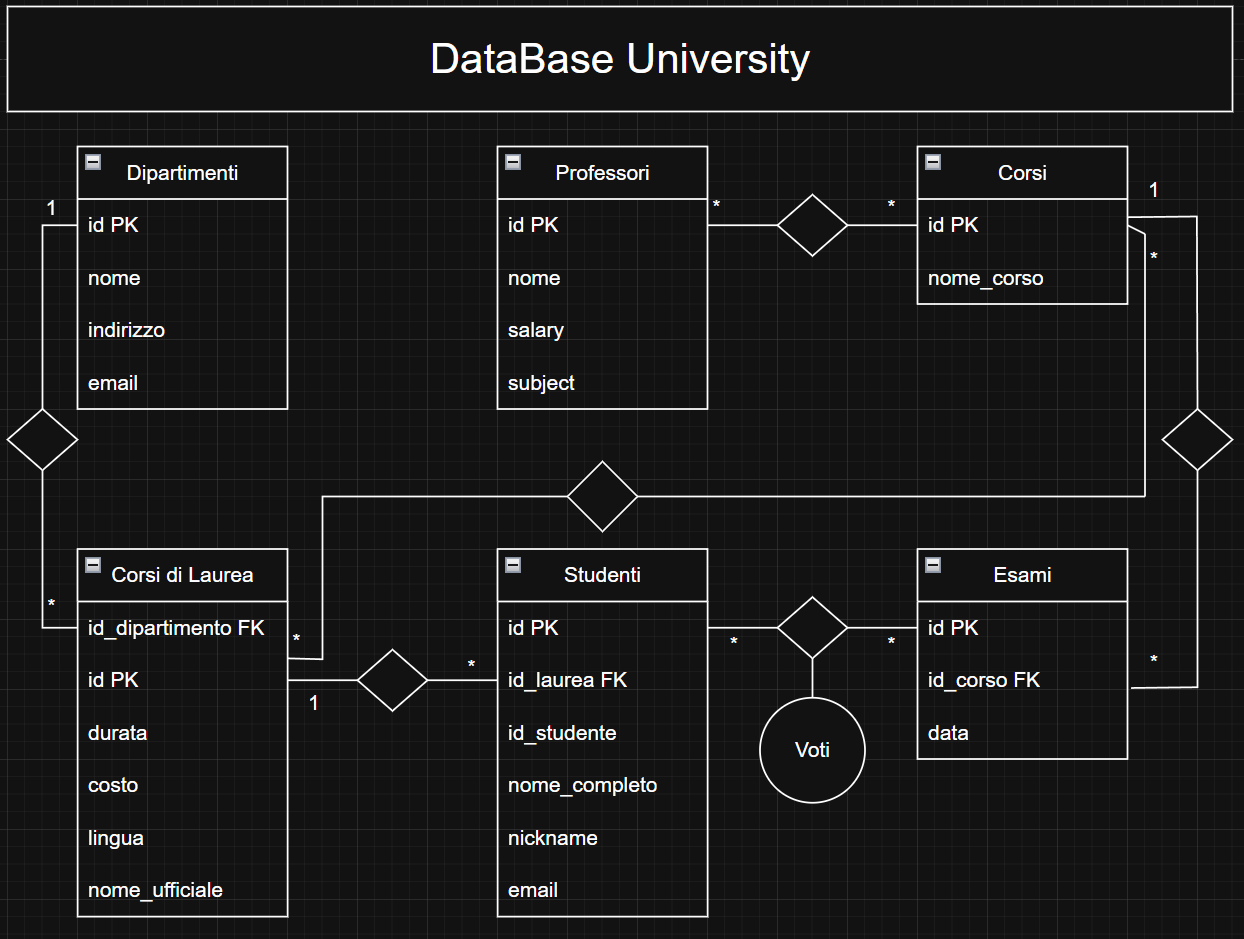 DataBase University
Dipartimenti
id PK
nome
indirizzo
email
Professori
id PK
nome
salary
subject
Corsi
id PK
nome_corso
1
*
*
1
*
Corsi di Laurea
id_dipartimento FK
id PK
durata
costo
lingua
nome_ufficiale
*
*
1
*
Studenti
id PK
id_laurea FK
id_studente
nome_completo
nickname
email
*
*
Voti
Esami
id PK
id_corso FK
data
*